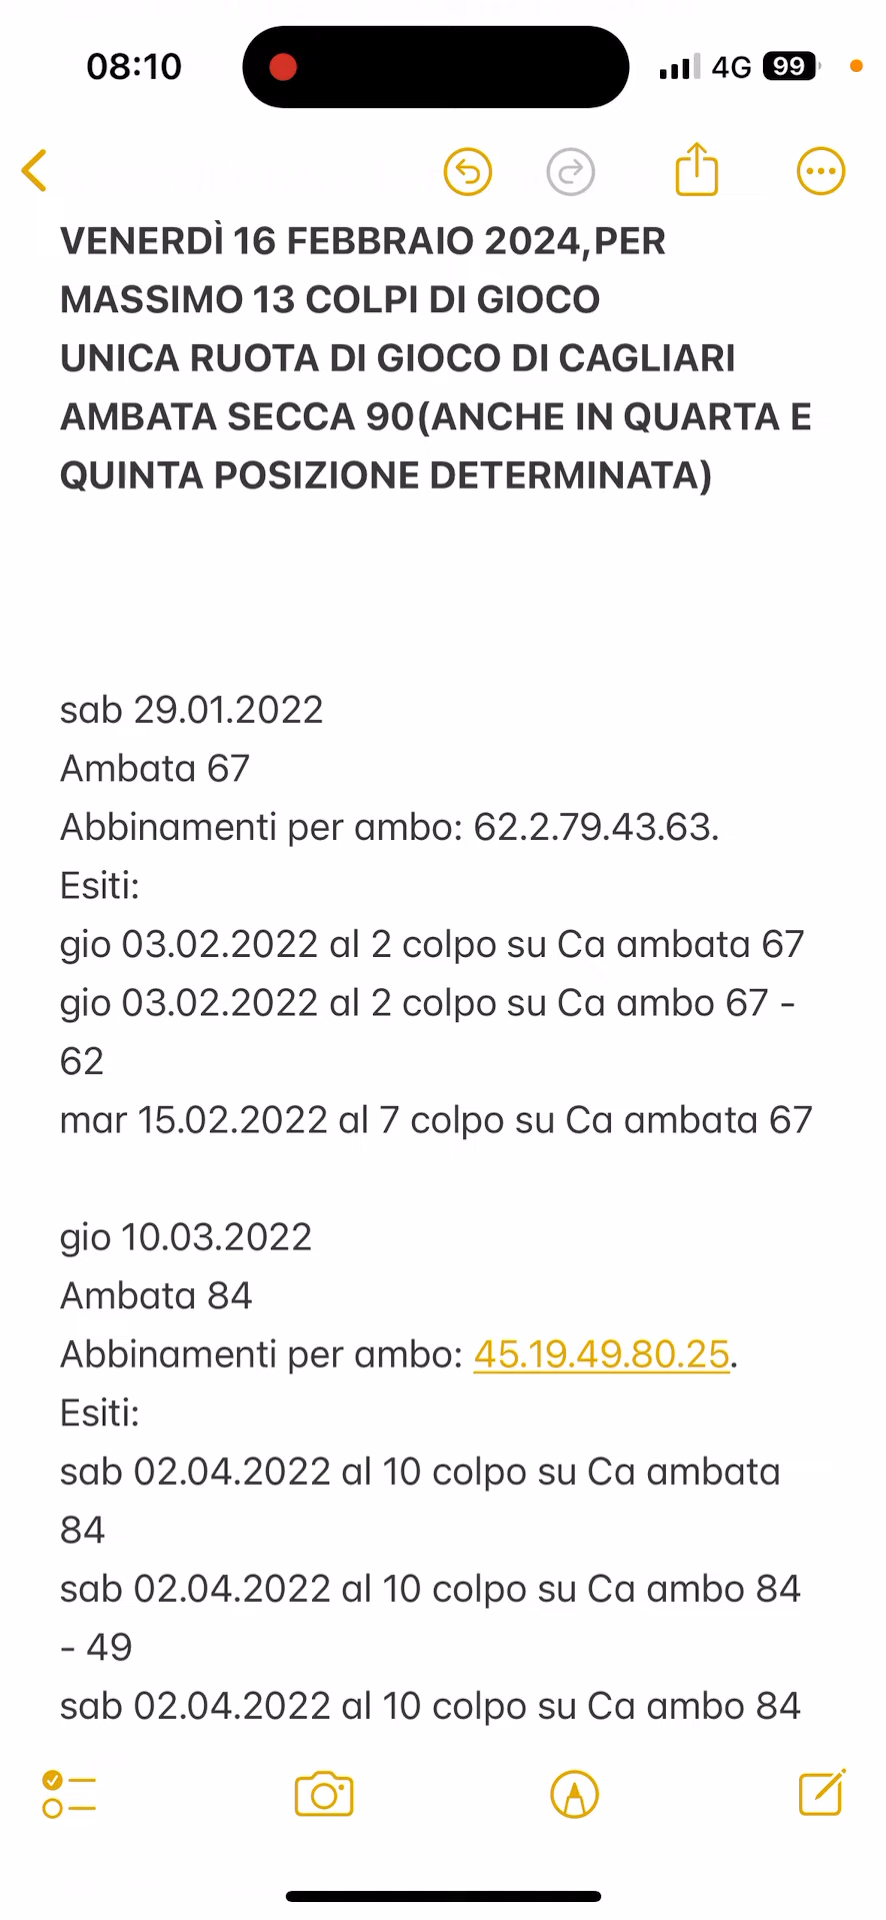 08:10
4G 99
VENERDÌ 16 FEBBRAIO 2024,PER
MASSIMO 13 COLPI DI GIOCO
UNICA RUOTA DI GIOCO DI CAGLIARI
AMBATA SECCA 90(ANCHE IN QUARTA E
QUINTA POSIZIONE DETERMINATA)
sab 29.01.2022
Ambata 67
Abbinamenti per ambo: 62.2.79.43.63.
Esiti:
gio 03.02.2022 al 2 colpo su Ca ambata 67
gio 03.02.2022 al 2 colpo su Ca ambo 67 -
62
mar 15.02.2022 al 7 colpo su Ca ambata 67
gio 10.03.2022
Ambata 84
Abbinamenti per ambo: 45.19.49.80.25.
Esiti:
sab 02.04.2022 al 10 colpo su Ca ambata
84
sab 02.04.2022 al 10 colpo su Ca ambo 84
- 49
sab 02.04.2022 al 10 colpo su Ca ambo 84